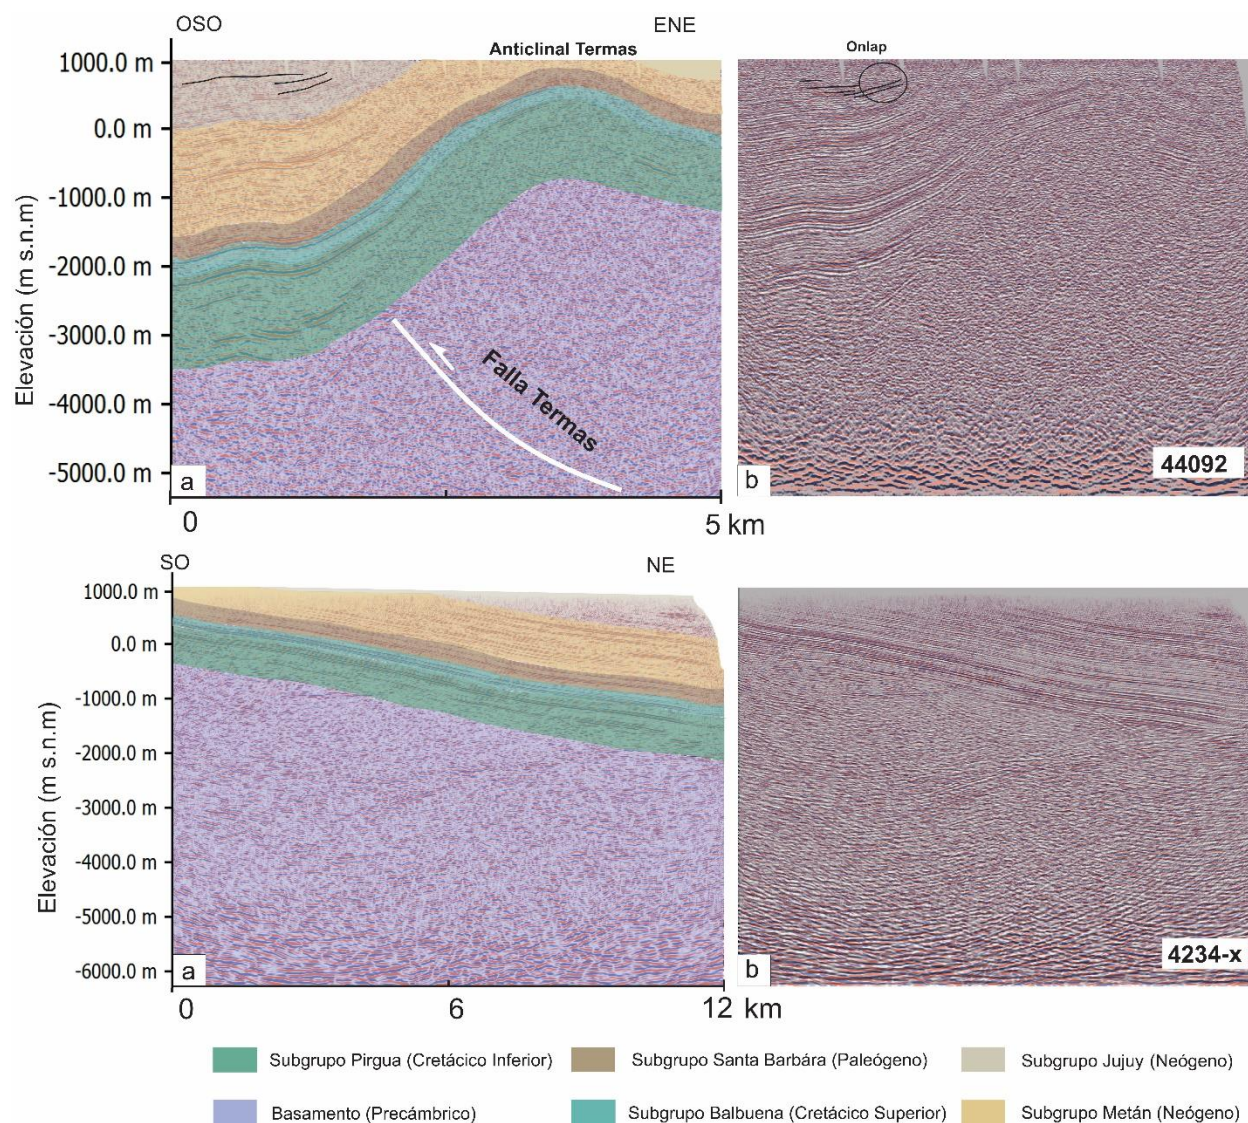 OSO
ENE
Anticlinal Termas
Onlap
1000.0 m
0.0 m
-1000.0 m
-2000.0 m
-3000.0 m
-4000.0 m
-5000.0 m
Elevación (m s.n.m)
Falla Termas
a
b
44092
0
5 km
SO
NE
1000.0 m
0.0 m
-1000.0 m
-2000.0 m
-3000.0 m
-4000.0 m
-5000.0 m
-6000.0 m
Elevación (m s.n.m)
a
b
4234-x
0
6
12 km
Subgrupo Pirgua (Cretácico Inferior)
Subgrupo Santa Barbára (Paleógeno)
Subgrupo Jujuy (Neógeno)
Basamento (Precámbrico)
Subgrupo Balbuena (Cretácico Superior)
Subgrupo Metán (Neógeno)